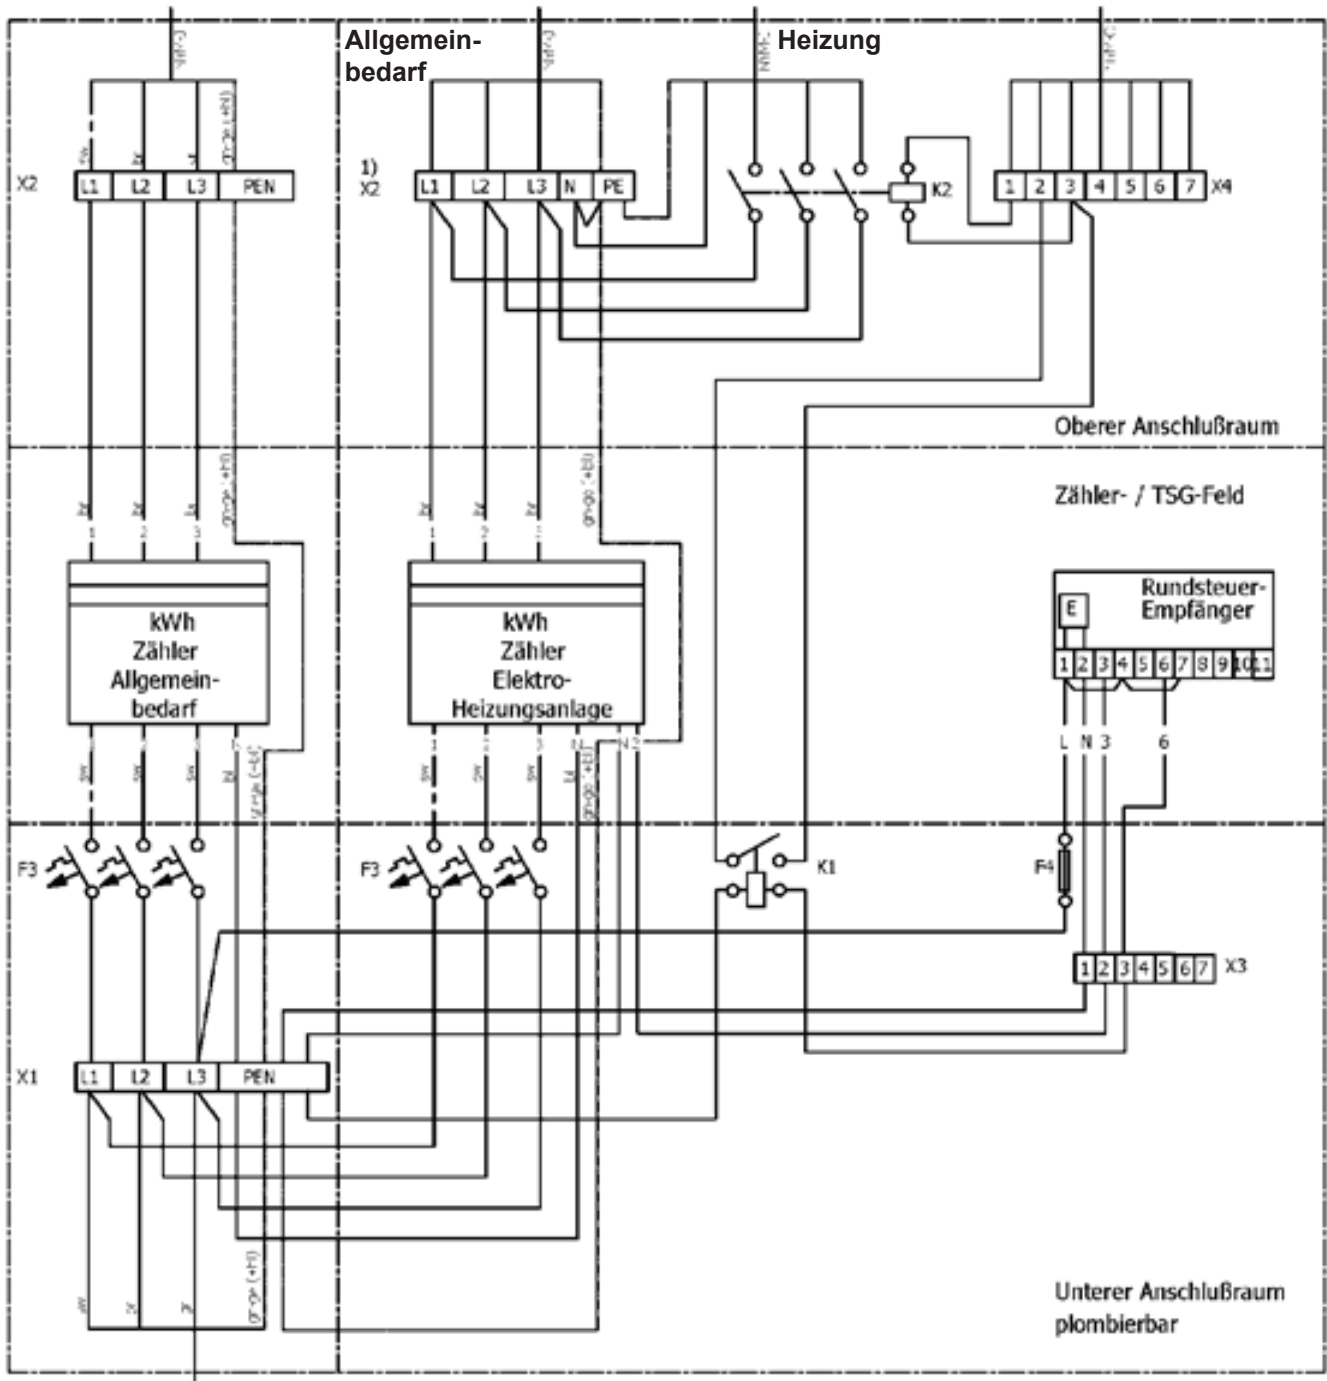 Allgemein-
bedarf
Heizung
X2
L1 L2 L3 PEN
1)
X2
L1 L2 L3 N PE
K2
1 2 3 4 5 6 7
X4
Oberer Anschlußraum
Zähler- / TSG-Feld
kWh
Zähler
Allgemein-
bedarf
kWh
Zähler
Elektro-
Heizungsanlage
Rundsteuer-
Empfänger
E
1 2 3 4 5 6 7 8 9 10 11
L N 3 6
F3
F3
K1
F4
1 2 3 4 5 6 7
X3
X1
L1 L2 L3 PEN
Unterer Anschlußraum
plombierbar